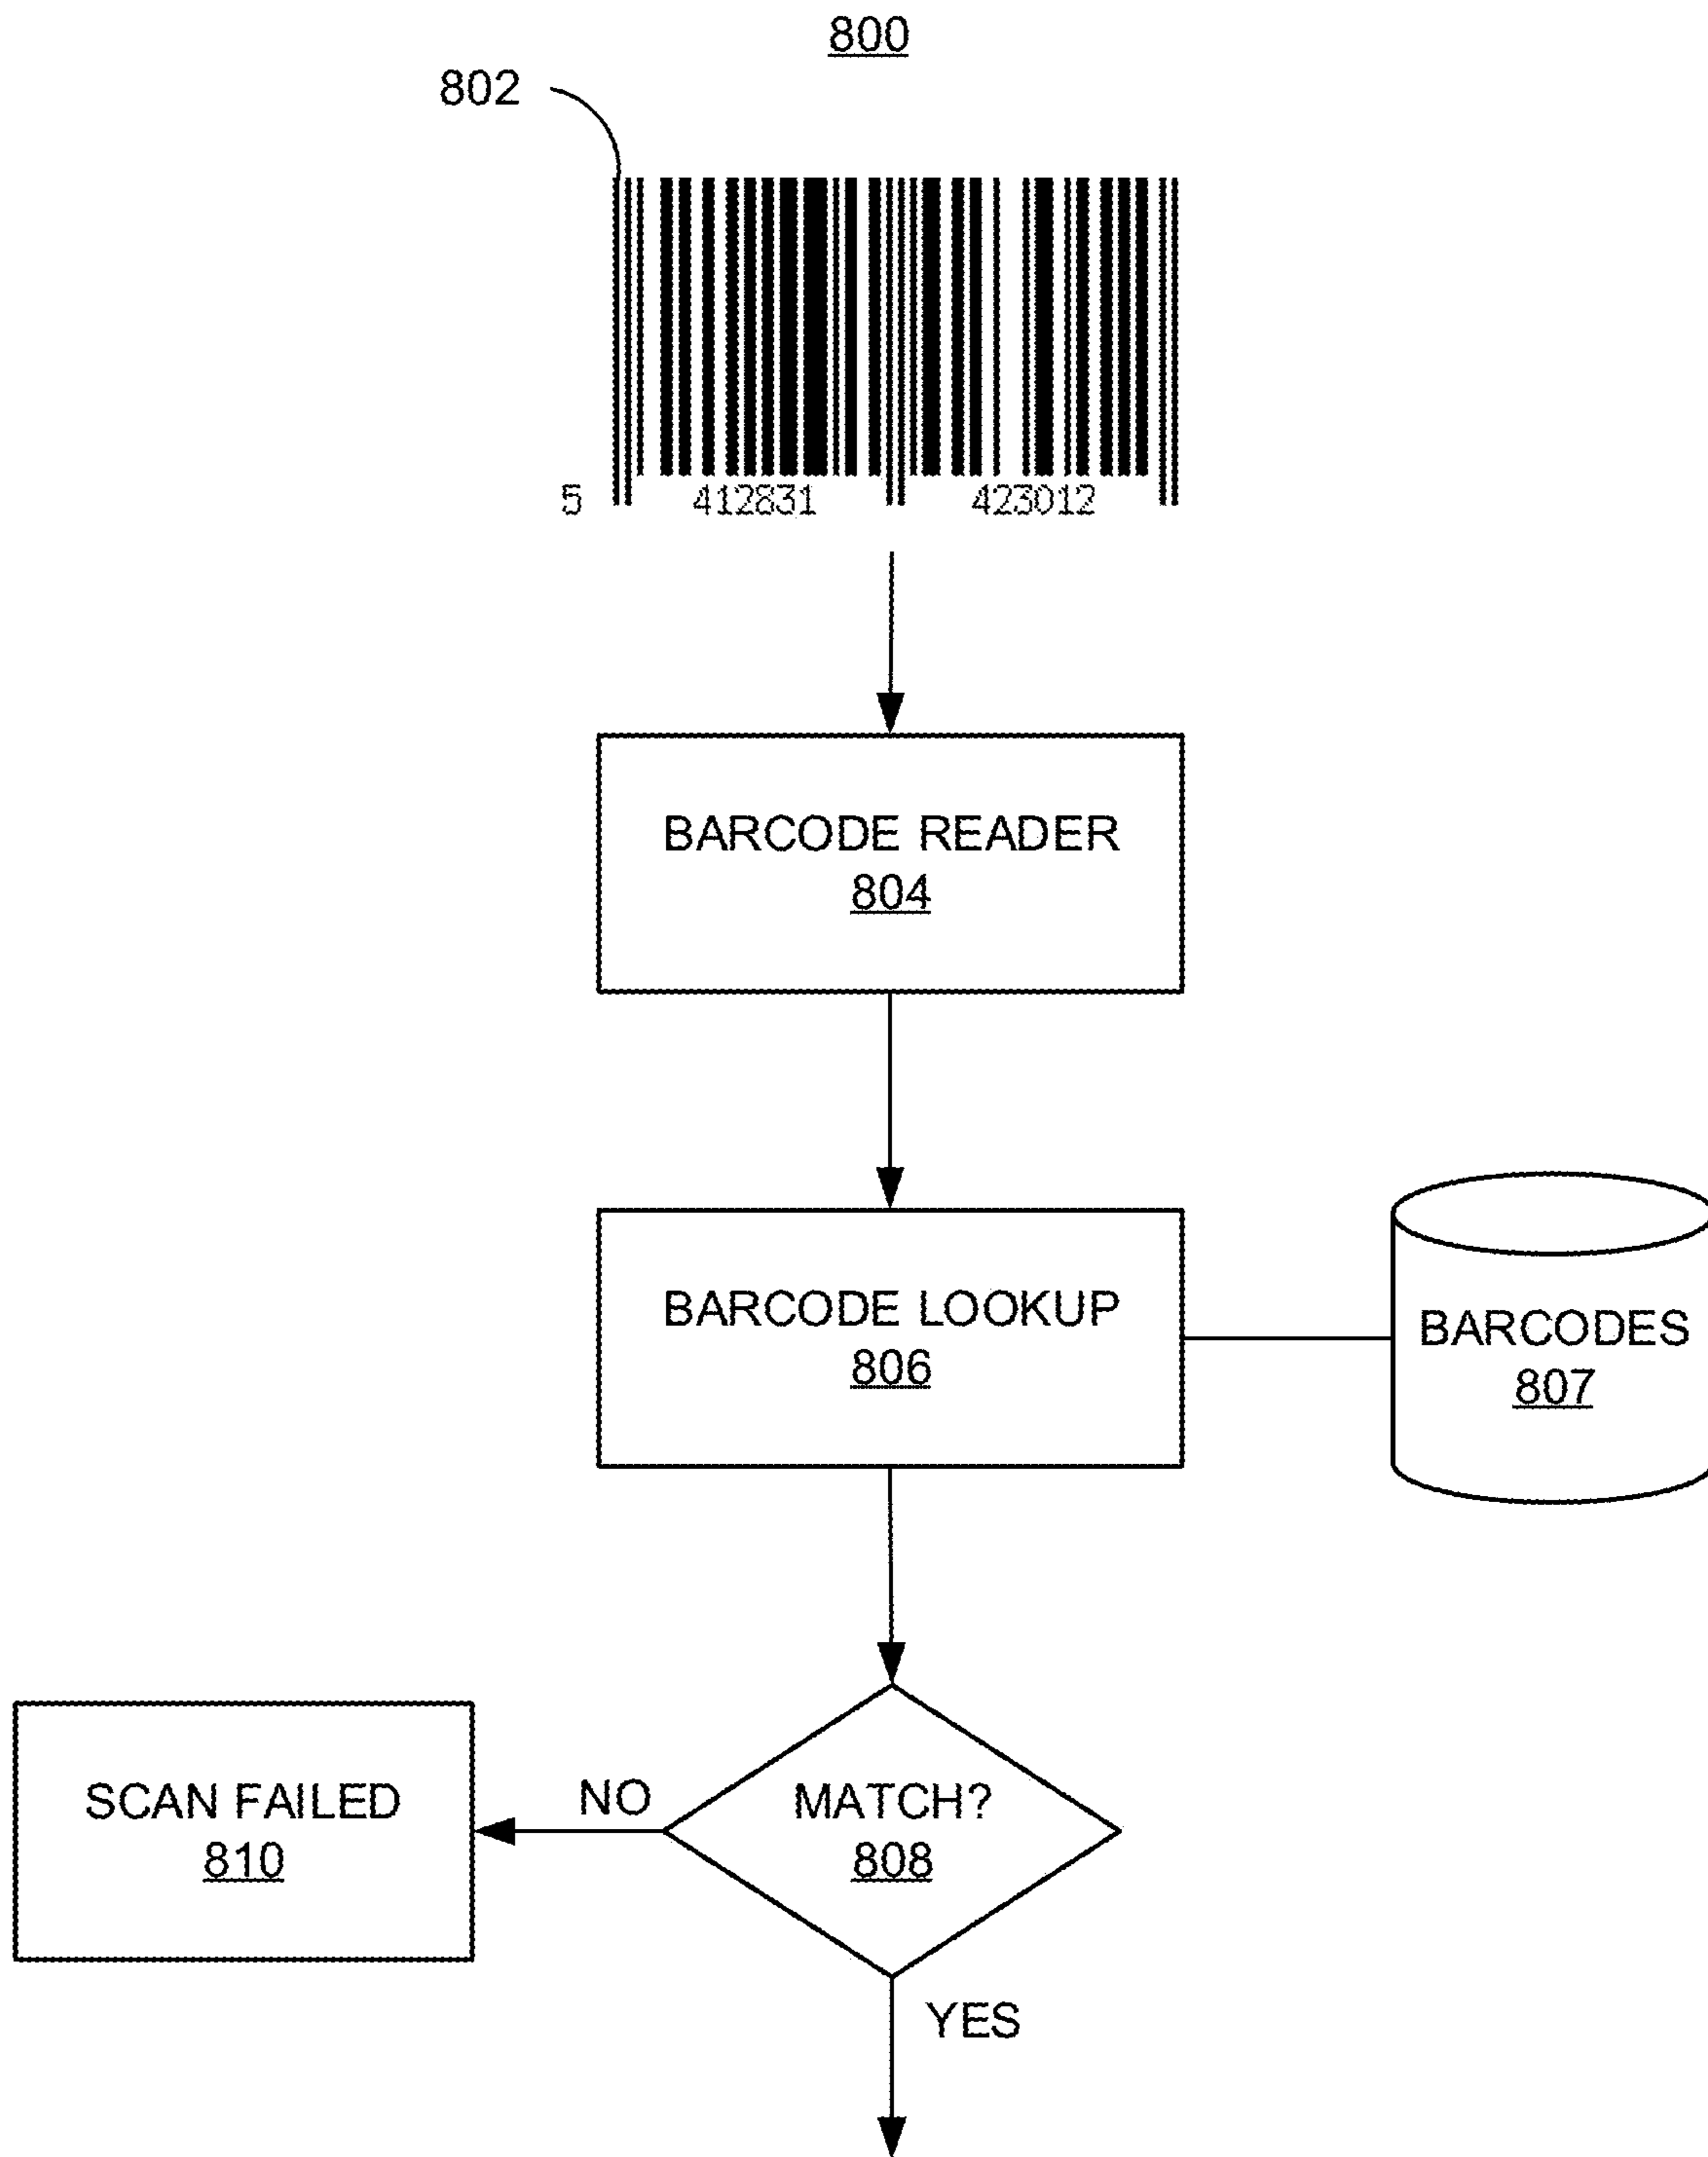 800
802
5 412831 423012
BARCODE READER
804
BARCODE LOOKUP
806
BARCODES
807
MATCH?
808
NO
SCAN FAILED
810
YES